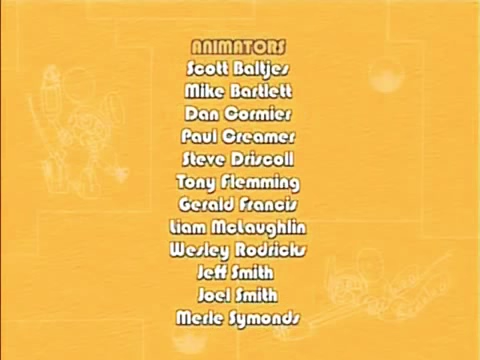 ANIMATORS
Scott Baltjes
Mike Bartlett
Dan Cormier
Paul Creamer
Steve Driscoll
Tony Flemming
Gerald Francis
Liam McLaughlin
Wesley Rodricks
Jeff Smith
Joel Smith
Merle Symonds